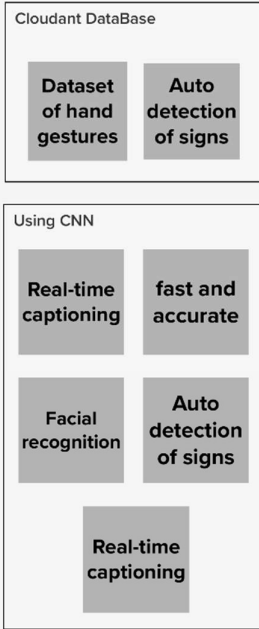 Cloudant DataBase
Dataset
of hand
gestures
Auto
detection
of signs
Using CNN
Real-time
captioning
fast and
accurate
Facial
recognition
Auto
detection
of signs
Real-time
captioning